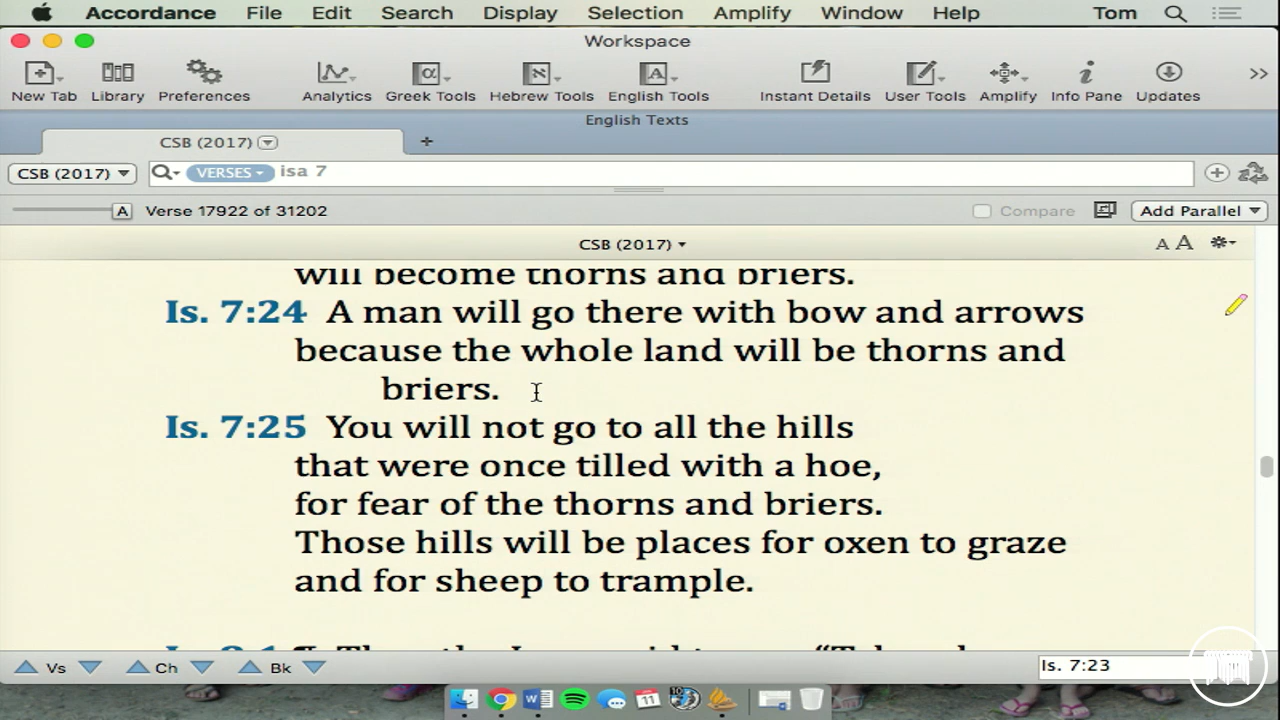 Accordance File Edit Search Display Selection Amplify Window Help Tom
Workspace
New Tab Library Preferences Analytics Greek Tools Hebrew Tools English Tools Instant Details User Tools Amplify Info Pane Updates
English Texts
CSB (2017) +
CSB (2017) VERSES isa 7
A Verse 17922 of 31202 Compare Add Parallel
CSB (2017) A A
will become thorns and briers.
Is. 7:24 A man will go there with bow and arrows
because the whole land will be thorns and
briers.
Is. 7:25 You will not go to all the hills
that were once tilled with a hoe,
for fear of the thorns and briers.
Those hills will be places for oxen to graze
and for sheep to trample.
Vs Ch Bk Is. 7:23
11